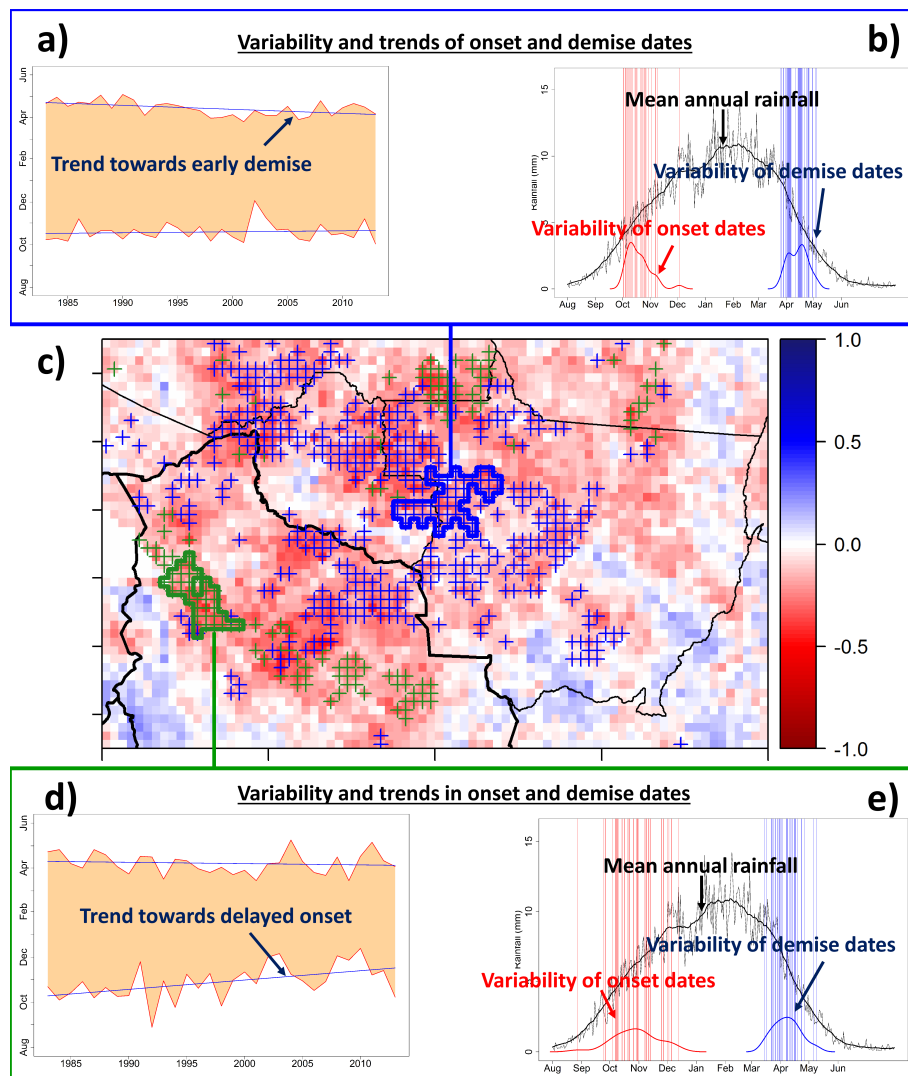 a)
Variability and trends of onset and demise dates
b)
Jun
Apr
Feb
Dec
Oct
Aug
Trend towards early demise
1985 1990 1995 2000 2005 2010
15
10
5
0
Rainfall (mm)
Mean annual rainfall
Variability of demise dates
Variability of onset dates
Aug Sep Oct Nov Dec Jan Feb Mar Apr May Jun
c)
1.0
0.5
0.0
-0.5
-1.0
d)
Variability and trends in onset and demise dates
e)
Jun
Apr
Feb
Dec
Oct
Aug
Trend towards delayed onset
1985 1990 1995 2000 2005 2010
15
10
5
0
Rainfall (mm)
Mean annual rainfall
Variability of demise dates
Variability of onset dates
Aug Sep Oct Nov Dec Jan Feb Mar Apr May Jun